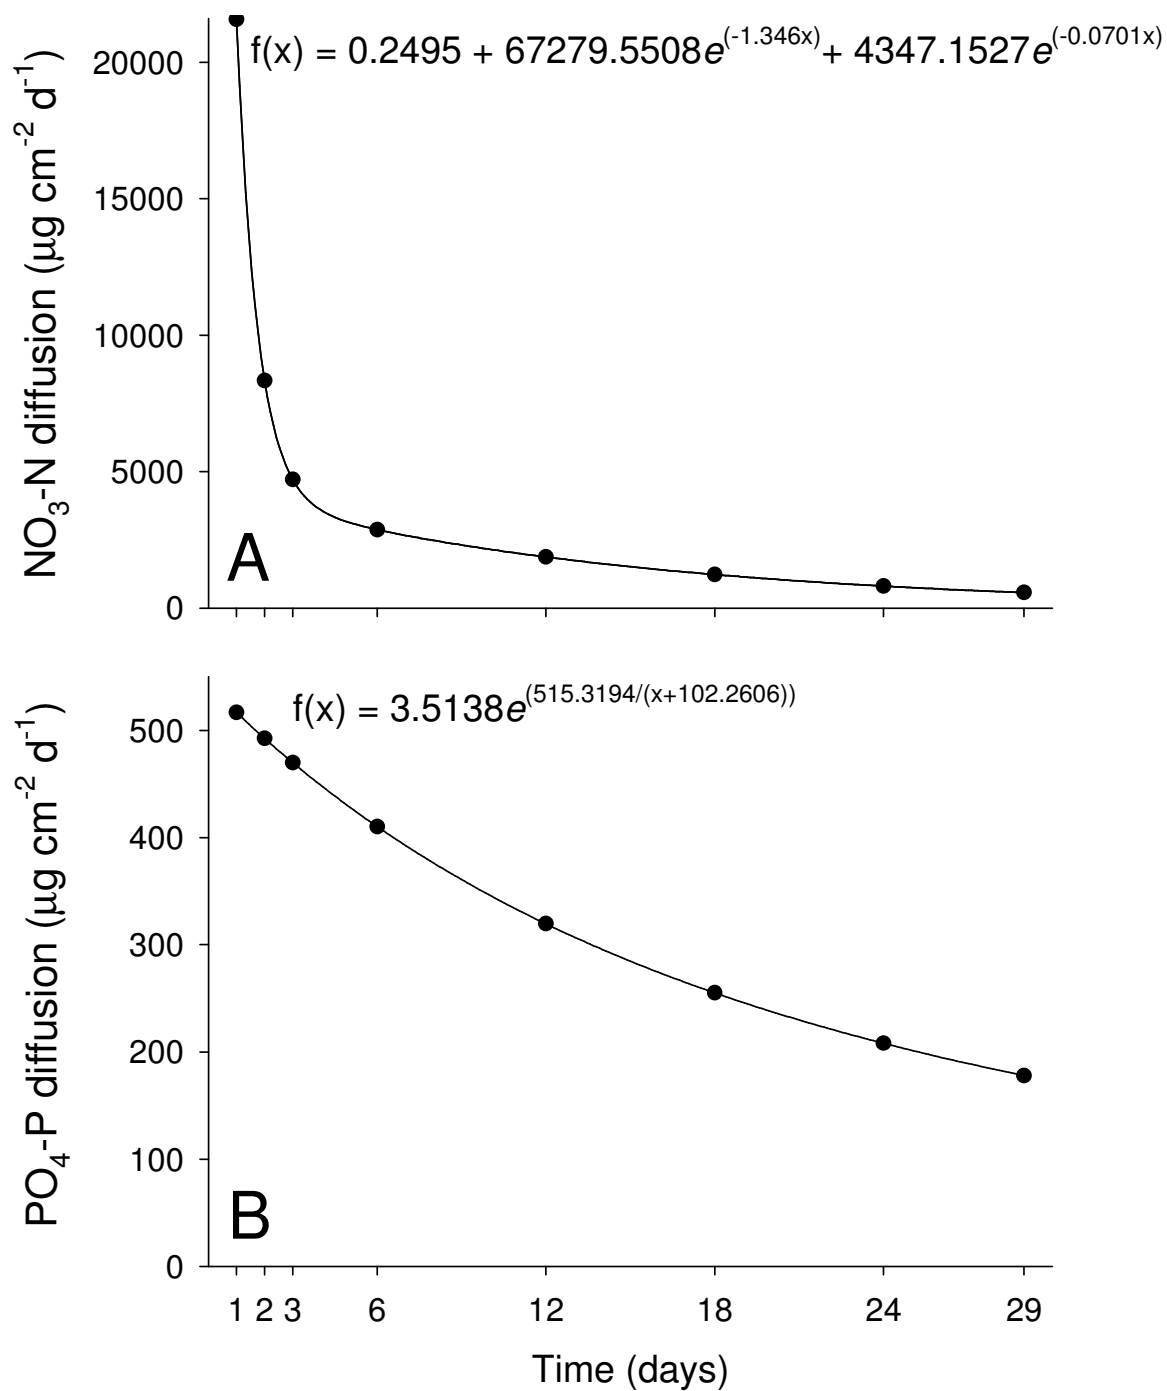 f(x) = 0.2495 + 67279.5508e(-1.346x)+ 4347.1527e(-0.0701x)
20000
15000
10000
5000
0
NO3-N diffusion (µg cm-2 d-1)
A
f(x) = 3.5138e(515.3194/(x+102.2606))
500
400
300
200
100
0
PO4-P diffusion (µg cm-2 d-1)
B
1 2 3 6 12 18 24 29
Time (days)